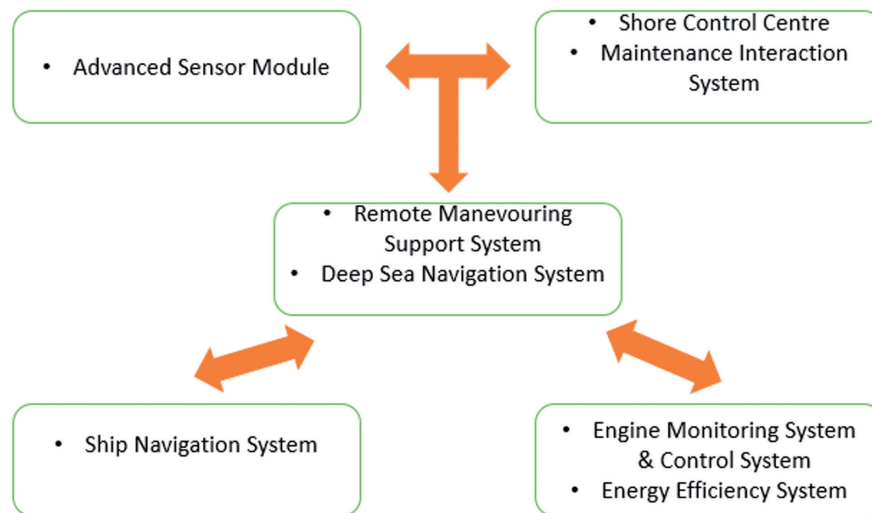 • Advanced Sensor Module
• Shore Control Centre
• Maintenance Interaction
System
• Remote Manevouring
Support System
• Deep Sea Navigation System
• Ship Navigation System
• Engine Monitoring System
& Control System
• Energy Efficiency System